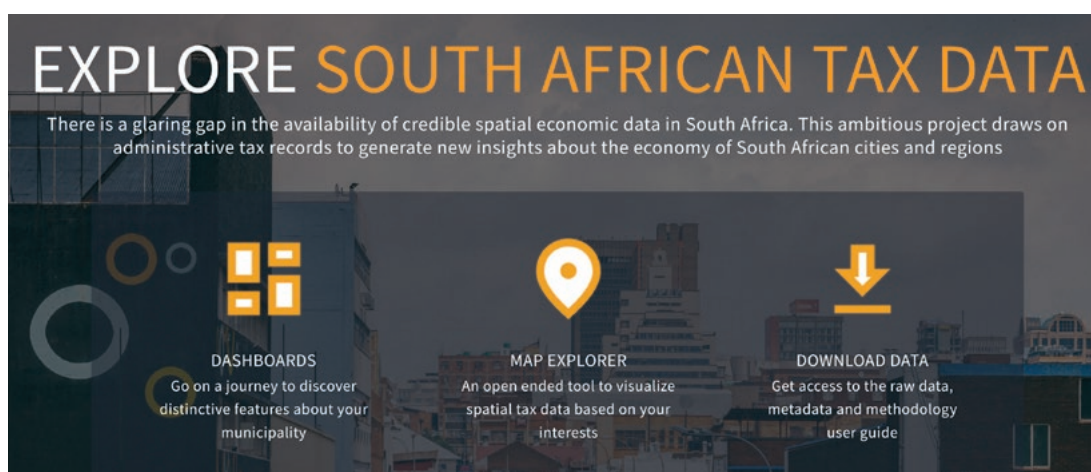 EXPLORE SOUTH AFRICAN TAX DATA
There is a glaring gap in the availability of credible spatial economic data in South Africa. This ambitious project draws on
administrative tax records to generate new insights about the economy of South African cities and regions
DASHBOARDS
Go on a journey to discover
distinctive features about your
municipality
MAP EXPLORER
An open ended tool to visualize
spatial tax data based on your
interests
DOWNLOAD DATA
Get access to the raw data,
metadata and methodology
user guide